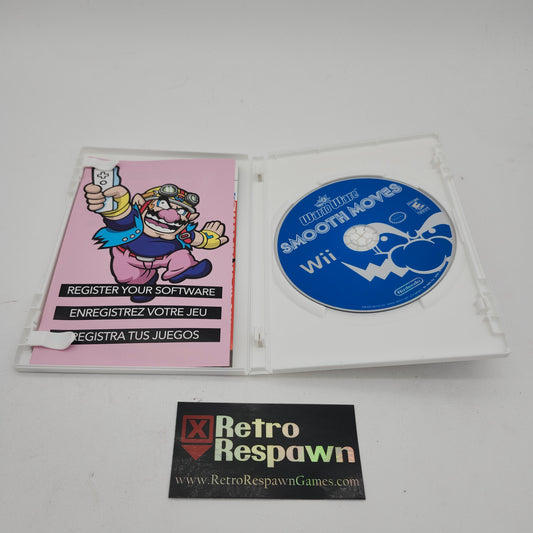 REGISTER YOUR SOFTWARE
ENREGISTREZ VOTRE JEU
REGISTRA TUS JUEGOS
WarioWare
SMOOTH MOVES
Wii
Nintendo
Retro
Respawn
www.RetroRespawnGames.com